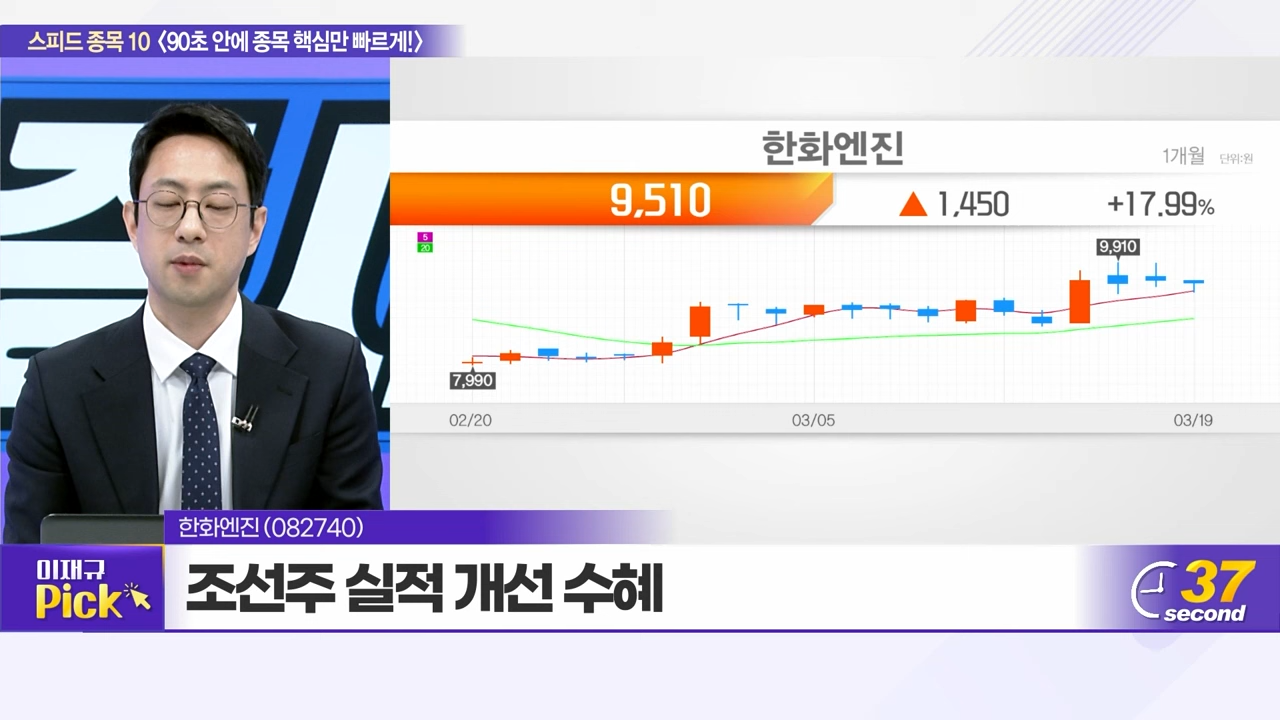 스피드 종목 10 〈90초 안에 종목 핵심만 빠르게!〉
한화엔진
1개월 단위:원
9,510 ▲ 1,450 +17.99%
5
20
9,910
7,990
02/20 03/05 03/19
한화엔진(082740)
이재규
Pick
조선주 실적 개선 수혜
37
second